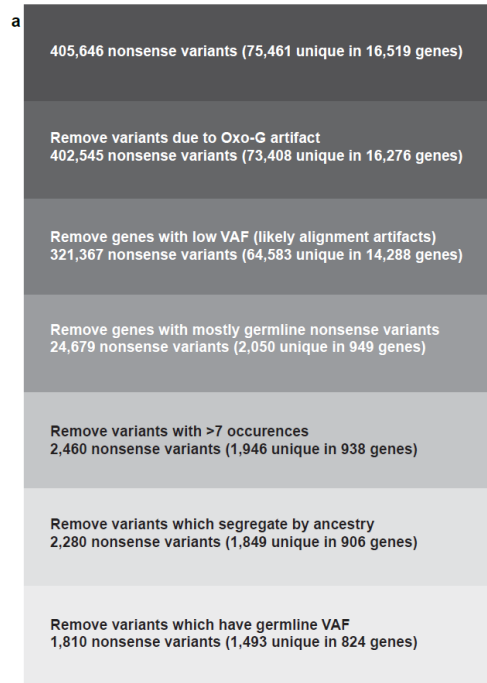 a
405,646 nonsense variants (75,461 unique in 16,519 genes)
Remove variants due to Oxo-G artifact
402,545 nonsense variants (73,408 unique in 16,276 genes)
Remove genes with low VAF (likely alignment artifacts)
321,367 nonsense variants (64,583 unique in 14,288 genes)
Remove genes with mostly germline nonsense variants
24,679 nonsense variants (2,050 unique in 949 genes)
Remove variants with >7 occurences
2,460 nonsense variants (1,946 unique in 938 genes)
Remove variants which segregate by ancestry
2,280 nonsense variants (1,849 unique in 906 genes)
Remove variants which have germline VAF
1,810 nonsense variants (1,493 unique in 824 genes)